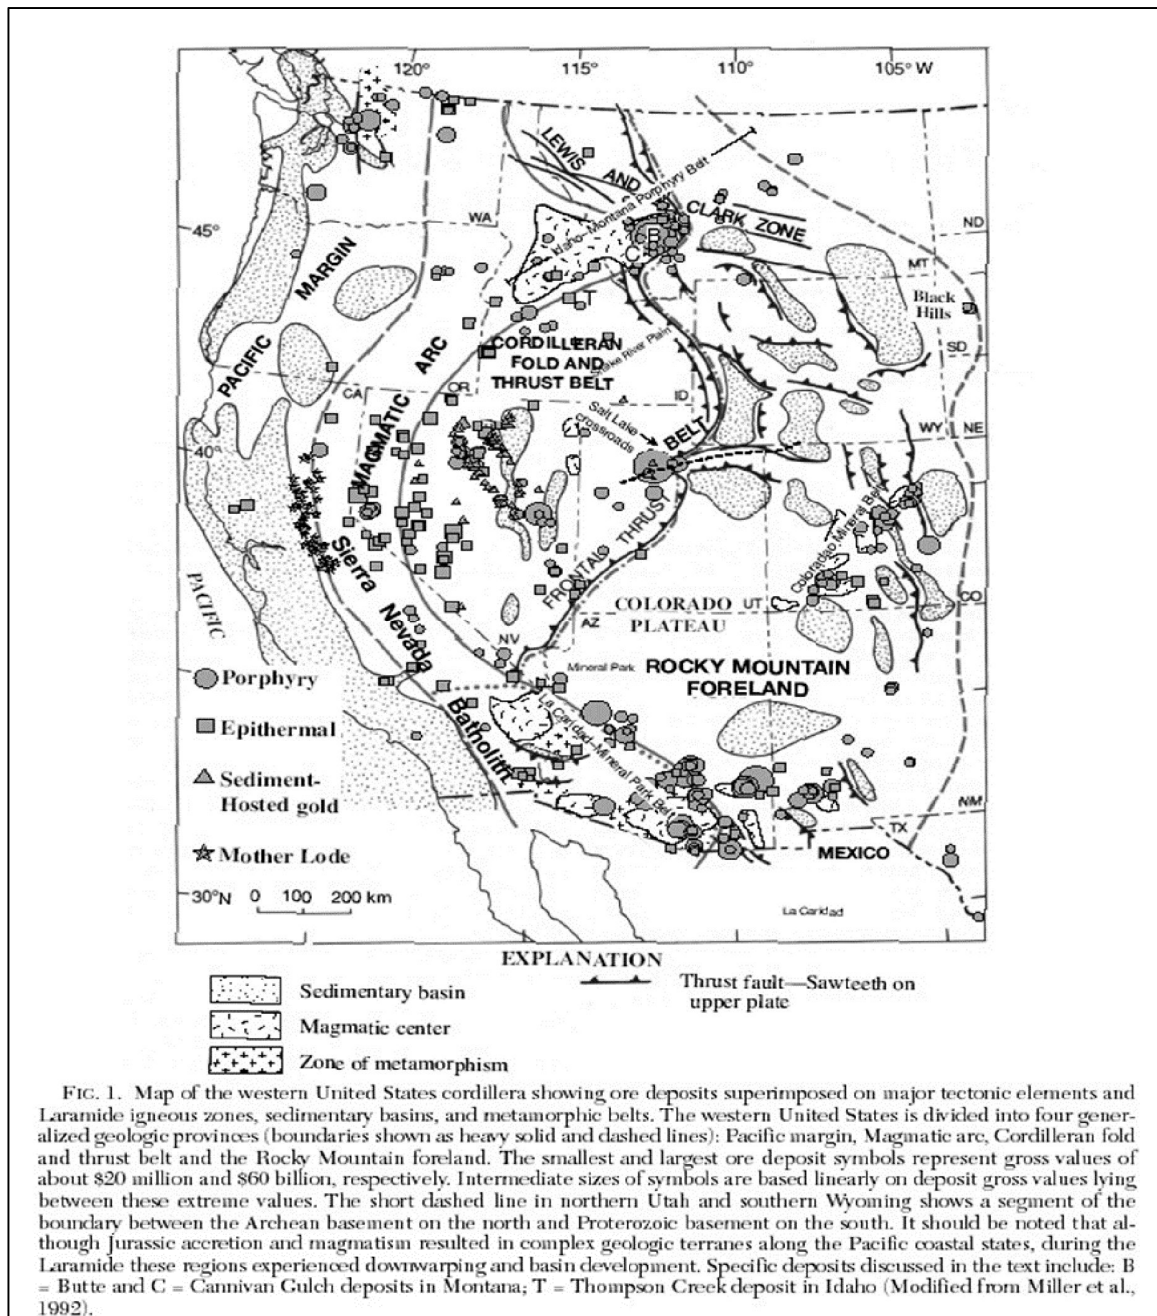 120°
115°
110°
105° W
LEWIS AND
CLARK ZONE
Idaho-Montana Porphyry Belt
WA
ND
45°
B
C
MT
MARGIN
T
Black
Hills
PACIFIC
ARC
CORDILLERAN
FOLD AND
THRUST BELT
Snake River Plain
SD
CA
OR
ID
MAGMATIC
Salt Lake
crossroads
BELT
WY
NE
40°
THRUST
FRONTAL
Colorado Mineral Belt
Sierra Nevada
Batholith
PACIFIC
COLORADO
PLATEAU
UT
CO
AZ
NV
Mineral Park
ROCKY MOUNTAIN
FORELAND
La Caridad-Mineral Park Belt
Porphyry
Epithermal
Sediment-
Hosted gold
Mother Lode
NM
TX
MEXICO
30°N
0 100 200 km
La Caridad
EXPLANATION
Sedimentary basin
Magmatic center
Zone of metamorphism
Thrust fault—Sawteeth on
upper plate
FIG. 1. Map of the western United States cordillera showing ore deposits superimposed on major tectonic elements and
Laramide igneous zones, sedimentary basins, and metamorphic belts. The western United States is divided into four gener-
alized geologic provinces (boundaries shown as heavy solid and dashed lines): Pacific margin, Magmatic arc, Cordilleran fold
and thrust belt and the Rocky Mountain foreland. The smallest and largest ore deposit symbols represent gross values of
about $20 million and $60 billion, respectively. Intermediate sizes of symbols are based linearly on deposit gross values lying
between these extreme values. The short dashed line in northern Utah and southern Wyoming shows a segment of the
boundary between the Archean basement on the north and Proterozoic basement on the south. It should be noted that al-
though Jurassic accretion and magmatism resulted in complex geologic terranes along the Pacific coastal states, during the
Laramide these regions experienced downwarping and basin development. Specific deposits discussed in the text include: B
= Butte and C = Cannivan Gulch deposits in Montana; T = Thompson Creek deposit in Idaho (Modified from Miller et al.,
1992).